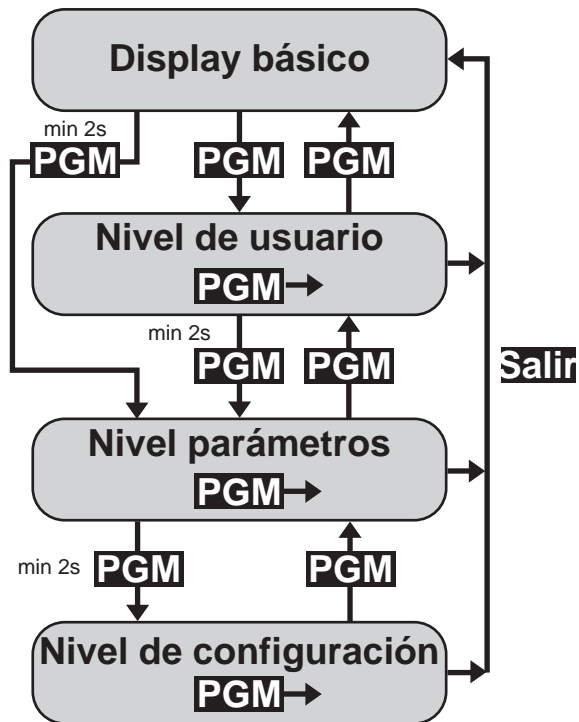 Display básico
min 2s
PGM PGM PGM
Nivel de usuario
PGM
min 2s
PGM PGM
Salir
Nivel parámetros
PGM
min 2s PGM PGM
Nivel de configuración
PGM